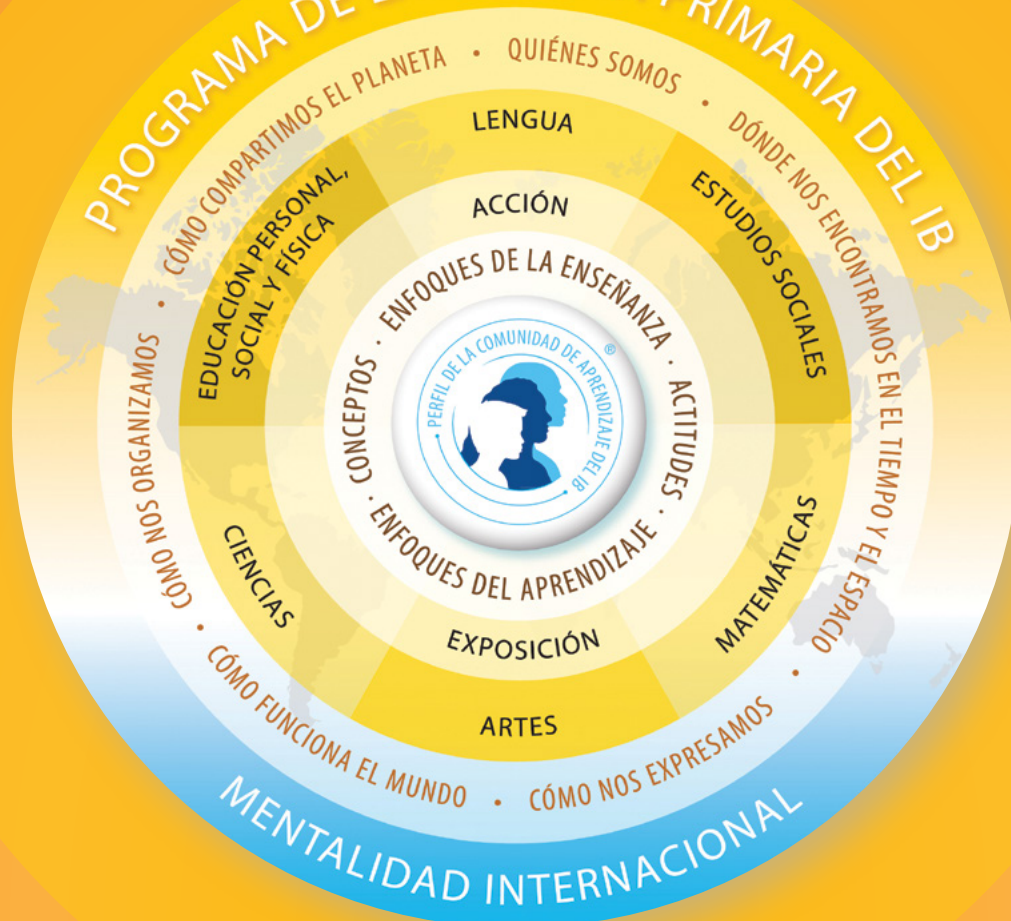 PROGRAMA DE
PRIMARIA DEL IB
CÓMO COMPARTIMOS EL PLANETA • QUIÉNES SOMOS • DÓNDE NOS ENCONTRAMOS EN EL TIEMPO Y EL ESPACIO • CÓMO NOS EXPRESAMOS • CÓMO FUNCIONA EL MUNDO • CÓMO NOS ORGANIZAMOS •
LENGUA
ESTUDIOS SOCIALES
MATEMÁTICAS
ARTES
CIENCIAS
EDUCACIÓN PERSONAL,
SOCIAL Y FÍSICA
ACCIÓN
EXPOSICIÓN
ENFOQUES DE LA ENSEÑANZA · ACTITUDES · ENFOQUES DEL APRENDIZAJE · CONCEPTOS ·
• PERFIL DE LA COMUNIDAD DE APRENDIZAJE DEL IB •
®
MENTALIDAD INTERNACIONAL